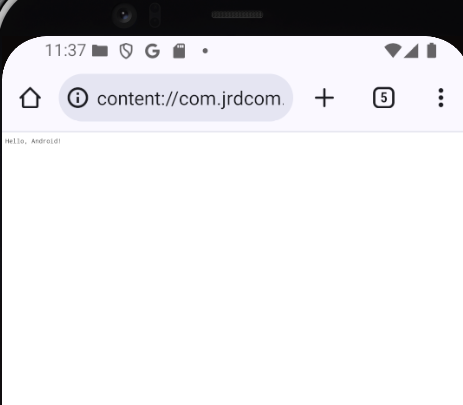 11:37
content://com.jrdcom.
5
Hello, Android!